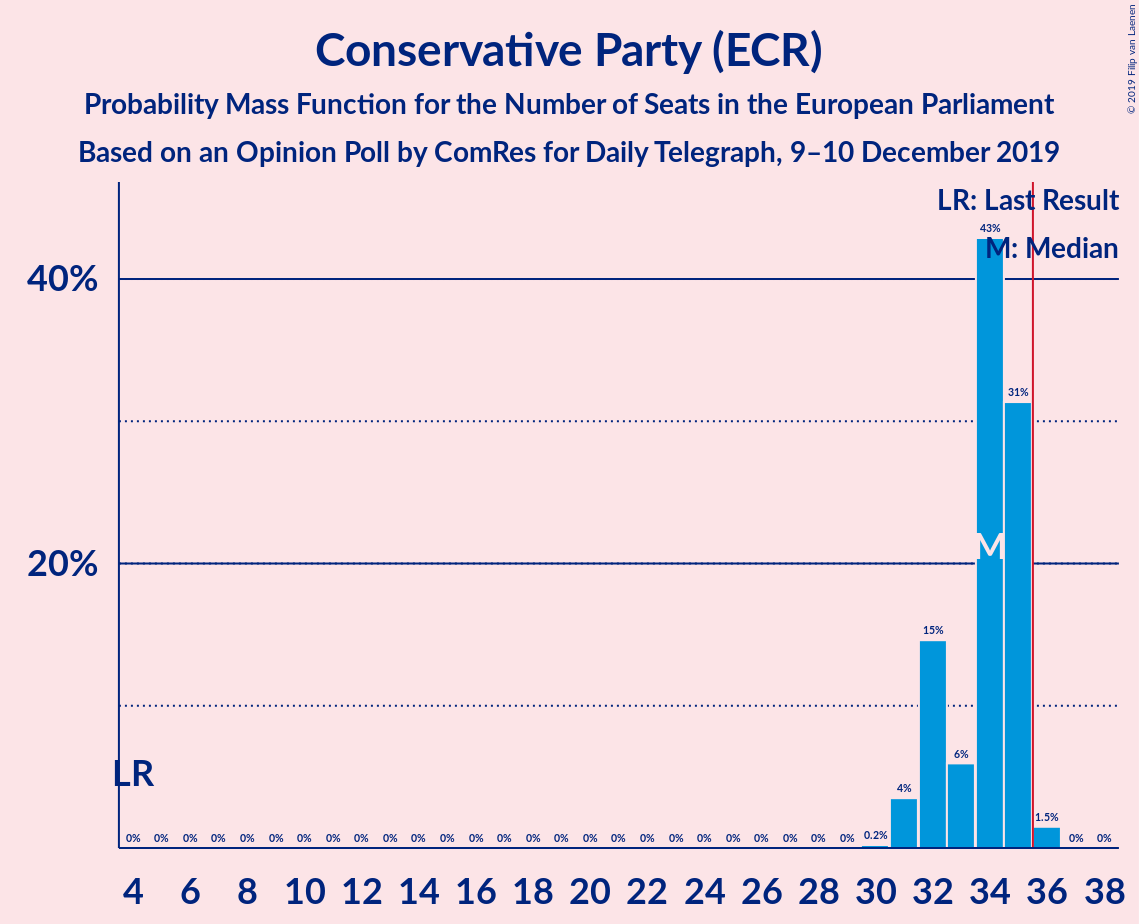 Conservative Party (ECR)
Probability Mass Function for the Number of Seats in the European Parliament
Based on an Opinion Poll by ComRes for Daily Telegraph, 9–10 December 2019
© 2019 Filip van Laenen
LR: Last Result
M: Median
40%
20%
43%
31%
M
15%
6%
LR
4%
1.5%
0% 0% 0% 0% 0% 0% 0% 0% 0% 0% 0% 0% 0% 0% 0% 0% 0% 0% 0% 0% 0% 0% 0% 0% 0% 0% 0.2% 0% 0%
4 6 8 10 12 14 16 18 20 22 24 26 28 30 32 34 36 38